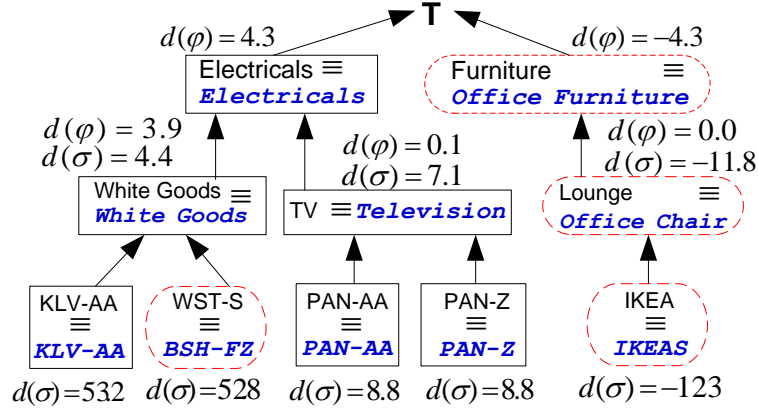 T
d(φ) = 4.3
d(φ) = −4.3
Electricals ≡
Electricals
Furniture ≡
Office Furniture
d(φ) = 3.9
d(σ) = 4.4
d(φ) = 0.1
d(σ) = 7.1
d(φ) = 0.0
d(σ) = −11.8
White Goods ≡
White Goods
TV ≡ Television
Lounge ≡
Office Chair
KLV-AA
≡
KLV-AA
WST-S
≡
BSH-FZ
PAN-AA
≡
PAN-AA
PAN-Z
≡
PAN-Z
IKEA
≡
IKEAS
d(σ) = 532
d(σ) = 528
d(σ) = 8.8
d(σ) = 8.8
d(σ) = −123